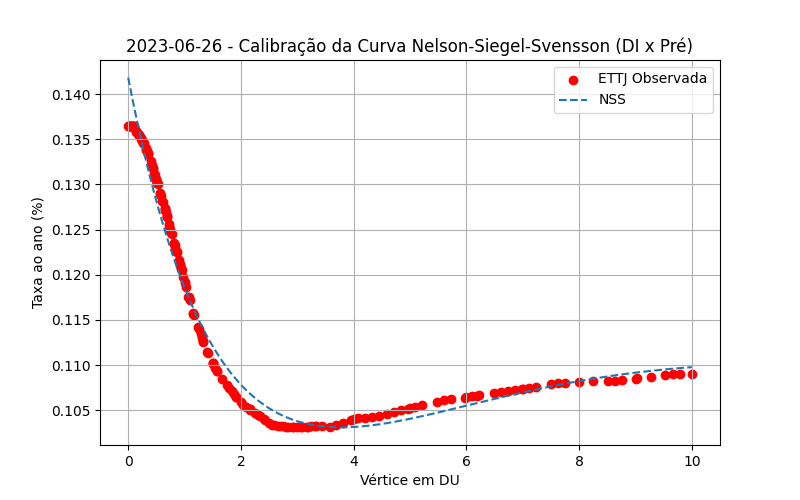 2023-06-26 - Calibração da Curva Nelson-Siegel-Svensson (DI x Pré)
ETTJ Observada
NSS
Taxa ao ano (%)
0.140
0.135
0.130
0.125
0.120
0.115
0.110
0.105
0 2 4 6 8 10
Vértice em DU